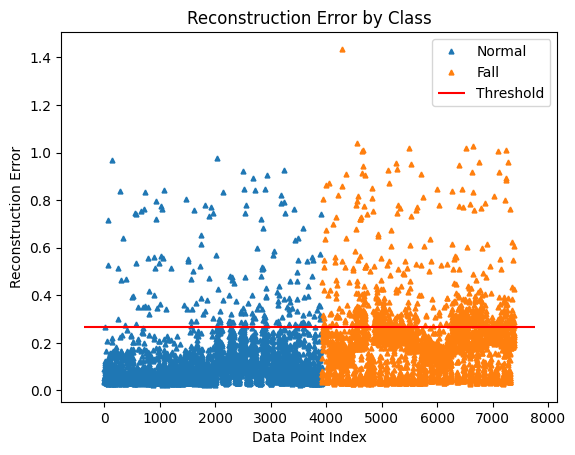 Reconstruction Error by Class
Normal
Fall
Threshold
Reconstruction Error
1.4
1.2
1.0
0.8
0.6
0.4
0.2
0.0
0 1000 2000 3000 4000 5000 6000 7000 8000
Data Point Index